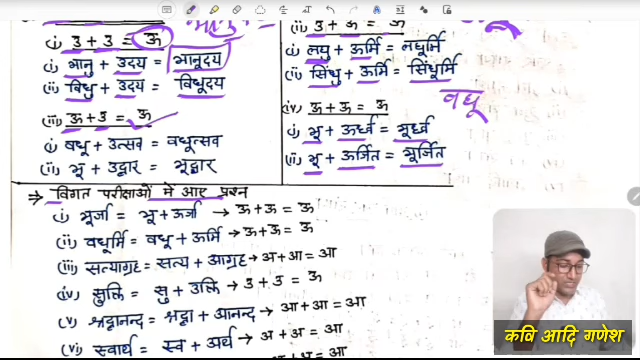 (i) उ + उ = ऊ
(i) भानु + उदय = भानूदय
(ii) विधु + उदय = विधूदय
(iii) ऊ + उ = ऊ
(i) वधू + उत्सव = वधूत्सव
(ii) भू + उद्धार = भूद्धार
(ii) उ + ऊ = ऊ
(i) लघु + ऊर्मि = लघूर्मि
(ii) सिंधु + ऊर्मि = सिंधूर्मि
वधू
(iv) ऊ + ऊ = ऊ
(i) भू + ऊर्ध्व = भूर्ध्व
(ii) भू + ऊर्जित = भूर्जित
⇒ विगत परीक्षाओं में आए प्रश्न
(i) भूर्जा = भू + ऊर्जा → ऊ + ऊ = ऊ
(ii) वधूर्मि = वधू + ऊर्मि → ऊ + ऊ = ऊ
(iii) सत्याग्रह = सत्य + आग्रह → अ + आ = आ
(iv) सूक्ति = सु + उक्ति → उ + उ = ऊ
(v) श्रद्धानन्द = श्रद्धा + आनन्द → आ + आ = आ
(vi) स्वार्थ = स्व + अर्थ → अ + अ = आ
कवि आदि गणेश